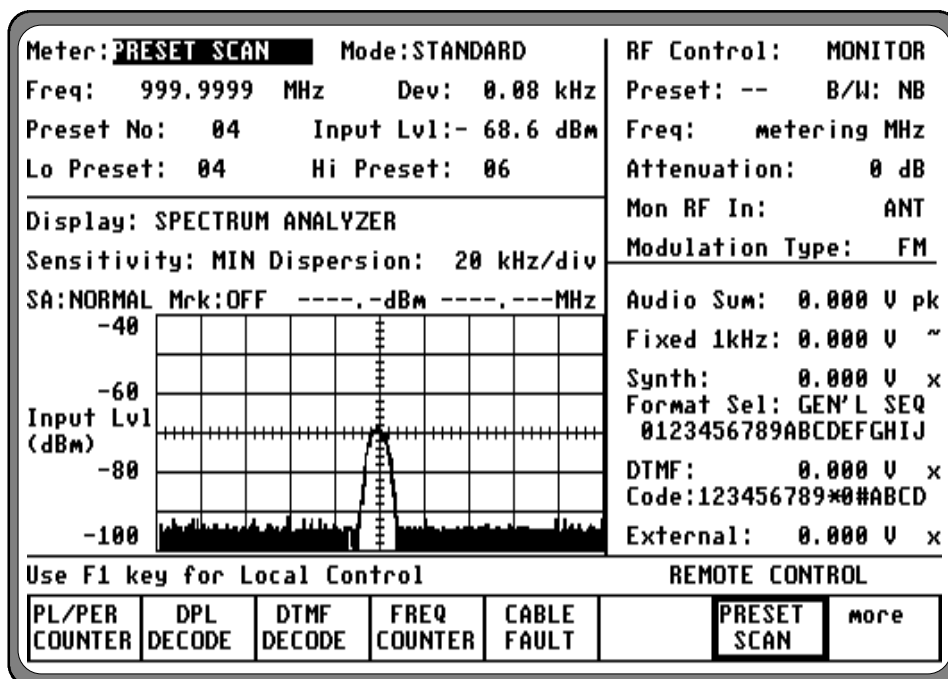 Meter:PRESET SCAN Mode:STANDARD
Freq: 999.9999 MHz Dev: 0.08 kHz
Preset No: 04 Input Lvl:- 68.6 dBm
Lo Preset: 04 Hi Preset: 06
Display: SPECTRUM ANALYZER
Sensitivity: MIN Dispersion: 20 kHz/div
SA:NORMAL Mrk:OFF ----.-dBm ----.---MHz
-40
-60
Input Lvl
(dBm)
-80
-100
RF Control: MONITOR
Preset: -- B/W: NB
Freq: metering MHz
Attenuation: 0 dB
Mon RF In: ANT
Modulation Type: FM
Audio Sum: 0.000 V pk
Fixed 1kHz: 0.000 V ~
Synth: 0.000 V x
Format Sel: GEN'L SEQ
0123456789ABCDEFGHIJ
DTMF: 0.000 V x
Code:123456789*0#ABCD
External: 0.000 V x
Use F1 key for Local Control REMOTE CONTROL
PL/PER COUNTER
DPL DECODE
DTMF DECODE
FREQ COUNTER
CABLE FAULT
PRESET SCAN
more